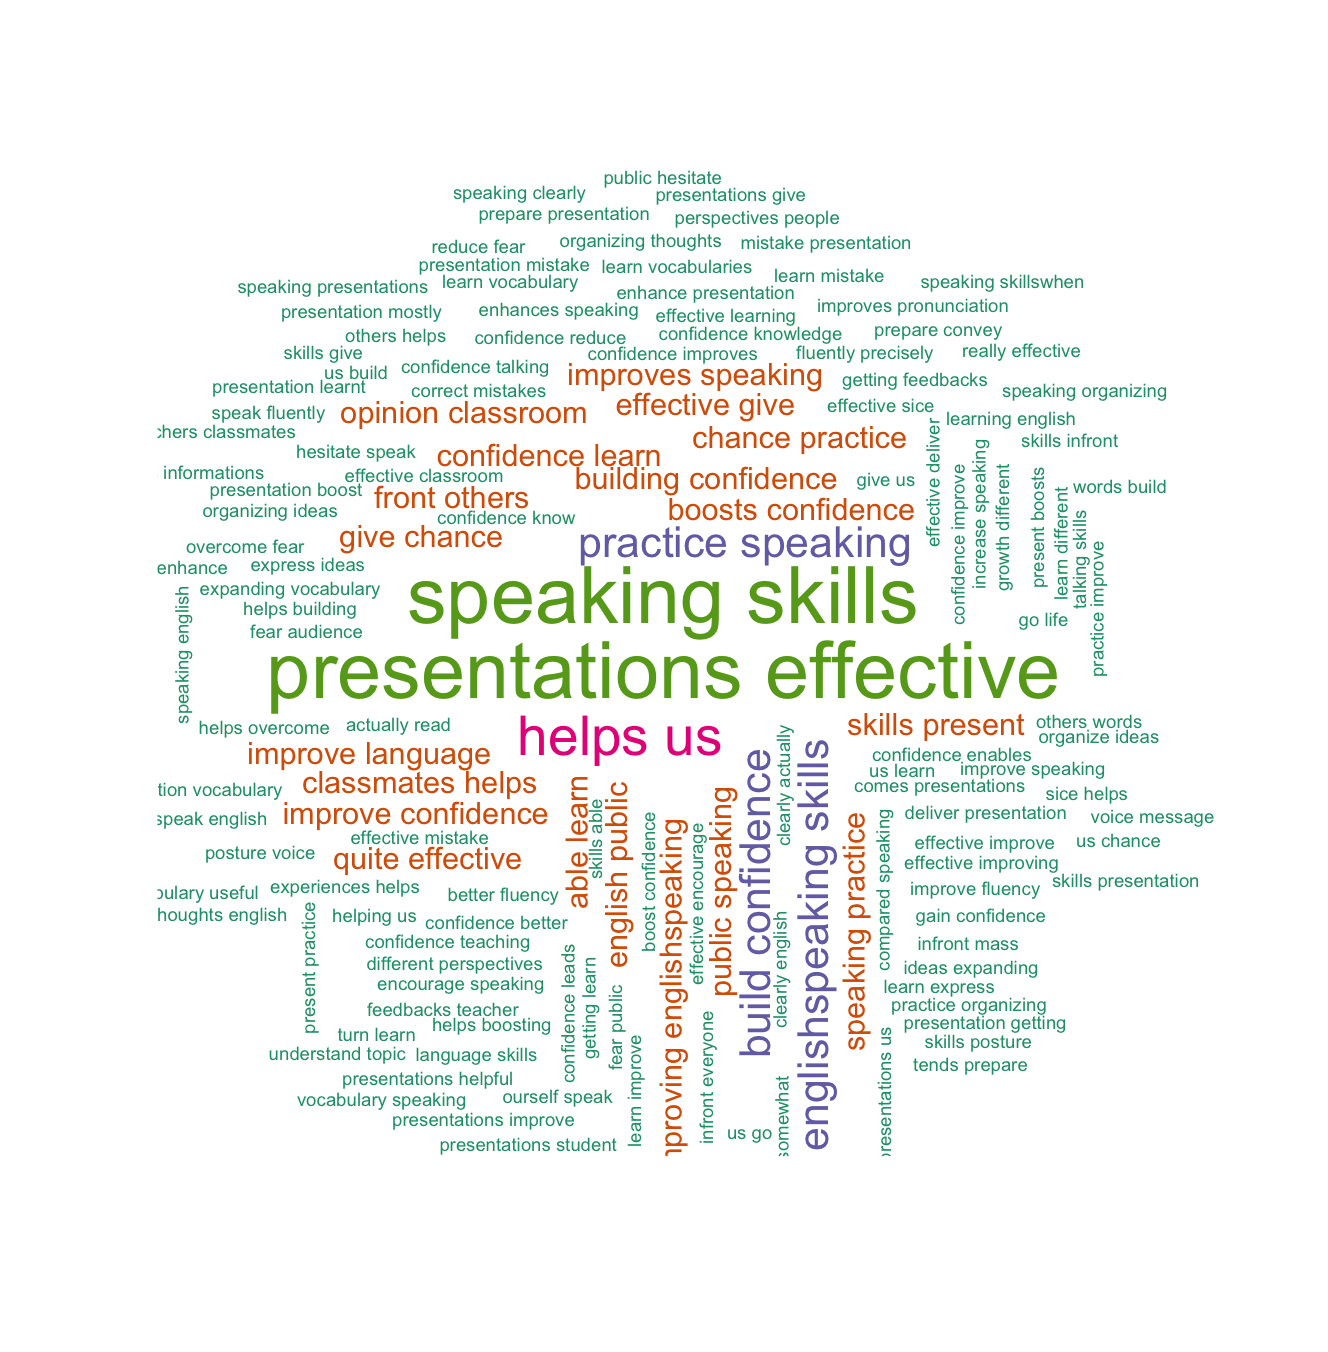 public hesitate
speaking clearly
presentations give
prepare presentation
perspectives people
reduce fear
organizing thoughts
mistake presentation
presentation mistake
learn vocabularies
learn mistake
speaking presentations
learn vocabulary
enhance presentation
speaking skillswhen
presentation mostly
enhances speaking
effective learning
improves pronunciation
others helps
confidence reduce
confidence knowledge
prepare convey
skills give
confidence improves
fluently precisely
really effective
us build
confidence talking
improves speaking
getting feedbacks
presentation learnt
correct mistakes
speaking organizing
speak fluently
opinion classroom
effective give
effective sice
learning english
chers classmates
chance practice
skills infront
hesitate speak
confidence learn
effective deliver
informations
effective classroom
building confidence
give us
confidence improve
increase speaking
growth different
present boosts
learn different
talking skills
words build
presentation boost
front others
organizing ideas
confidence know
boosts confidence
give chance
practice speaking
practice improve
overcome fear
enhance
express ideas
speaking skills
expanding vocabulary
helps building
go life
fear audience
speaking english
presentations effective
helps overcome
actually read
helps us
skills present
others words
organize ideas
improve language
clearly actually
confidence enables
us learn
improve speaking
classmates helps
comes presentations
tion vocabulary
sice helps
speak english
improve confidence
deliver presentation
voice message
effective mistake
able learn
skills able
english public
boost confidence
improving englishspeaking
effective encourage
public speaking
build confidence
englishspeaking skills
speaking practice
compared speaking
effective improve
us chance
posture voice
quite effective
effective improving
bulary useful
experiences helps
better fluency
improve fluency
skills presentation
thoughts english
helping us
confidence better
gain confidence
present practice
confidence teaching
clearly english
infront mass
different perspectives
ideas expanding
encourage speaking
confidence leads
getting learn
fear public
learn express
feedbacks teacher
practice organizing
turn learn
helps boosting
infront everyone
presentation getting
understand topic
language skills
learn improve
presentations us
skills posture
presentations helpful
somewhat
tends prepare
vocabulary speaking
ourself speak
presentations improve
us go
presentations student